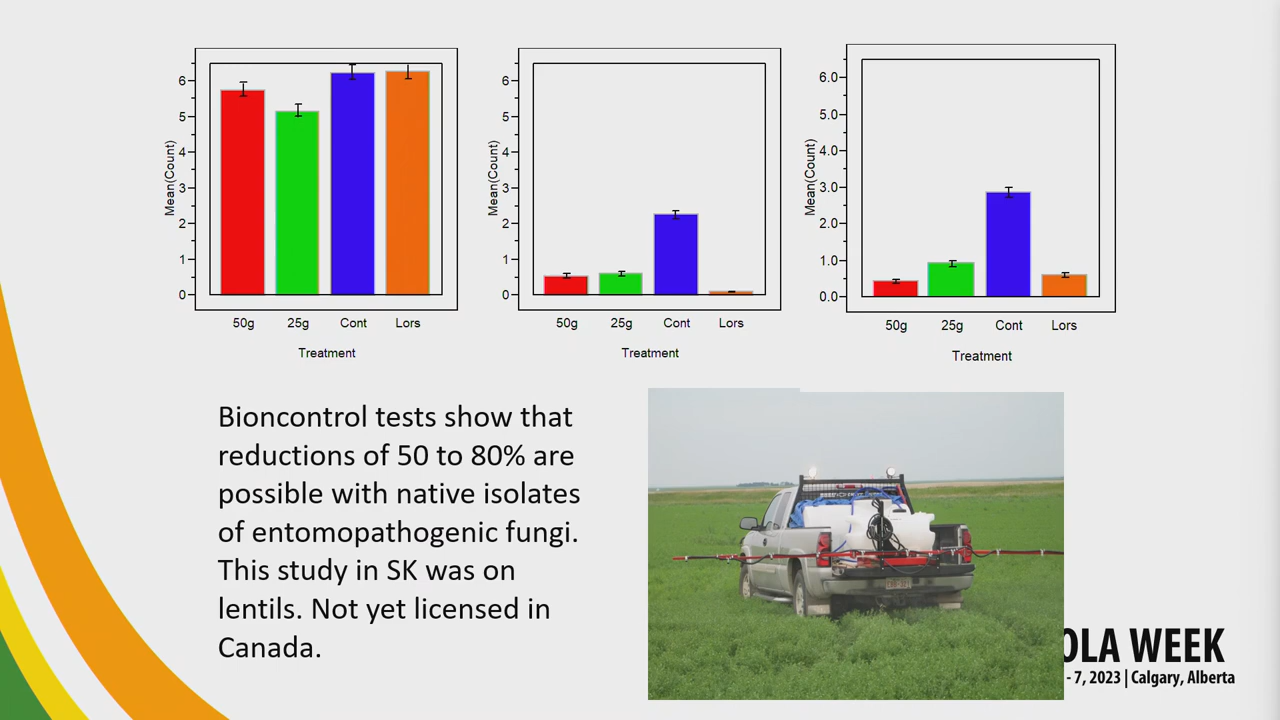 Mean(Count)
6
5
4
3
2
1
0
50g 25g Cont Lors
Treatment
Mean(Count)
6
5
4
3
2
1
0
50g 25g Cont Lors
Treatment
Mean(Count)
6.0
5.0
4.0
3.0
2.0
1.0
0.0
50g 25g Cont Lors
Treatment
Bioncontrol tests show that
reductions of 50 to 80% are
possible with native isolates
of entomopathogenic fungi.
This study in SK was on
lentils. Not yet licensed in
Canada.
OLA WEEK
- 7, 2023 | Calgary, Alberta